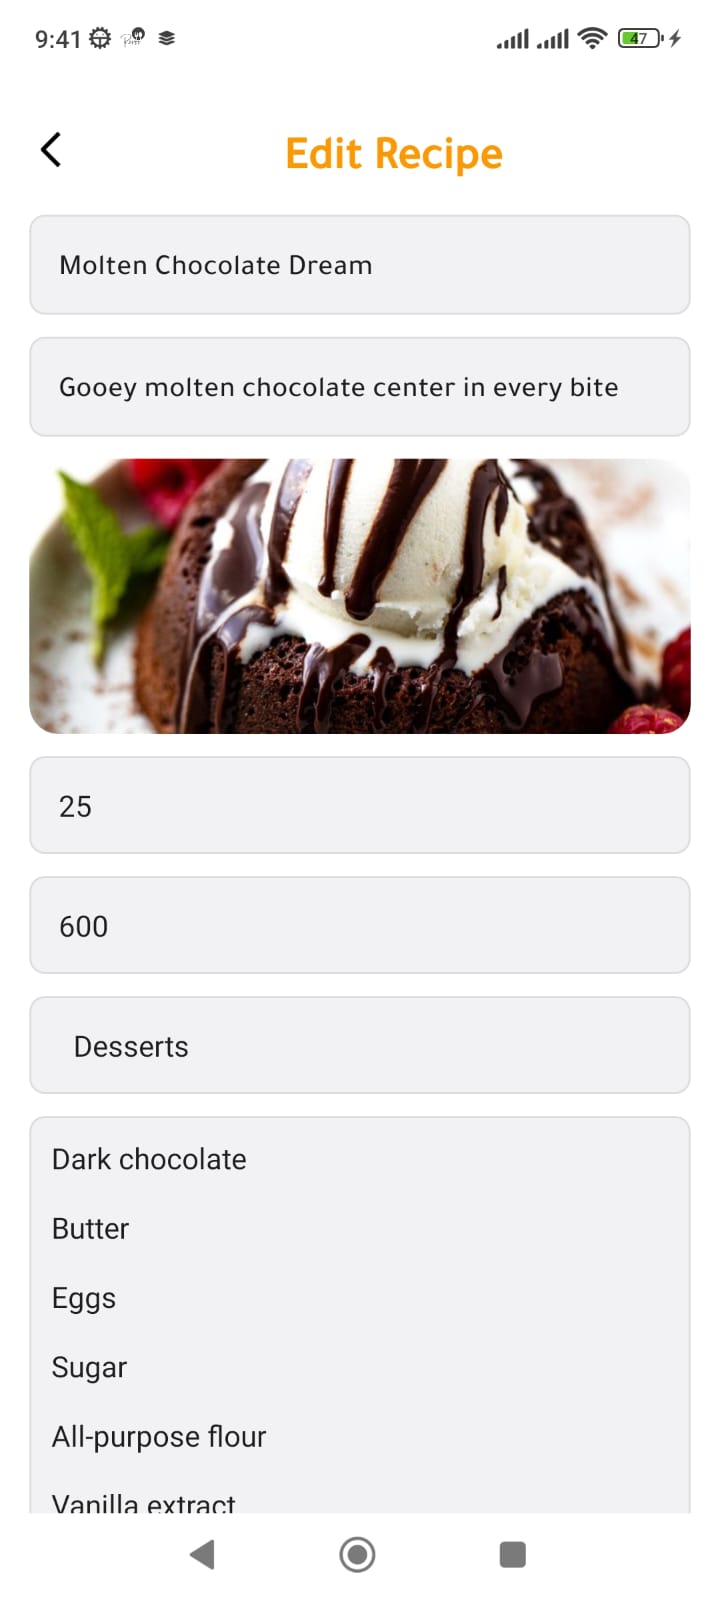 9:41
47
Edit Recipe
Molten Chocolate Dream
Gooey molten chocolate center in every bite
25
600
Desserts
Dark chocolate
Butter
Eggs
Sugar
All-purpose flour
Vanilla extract